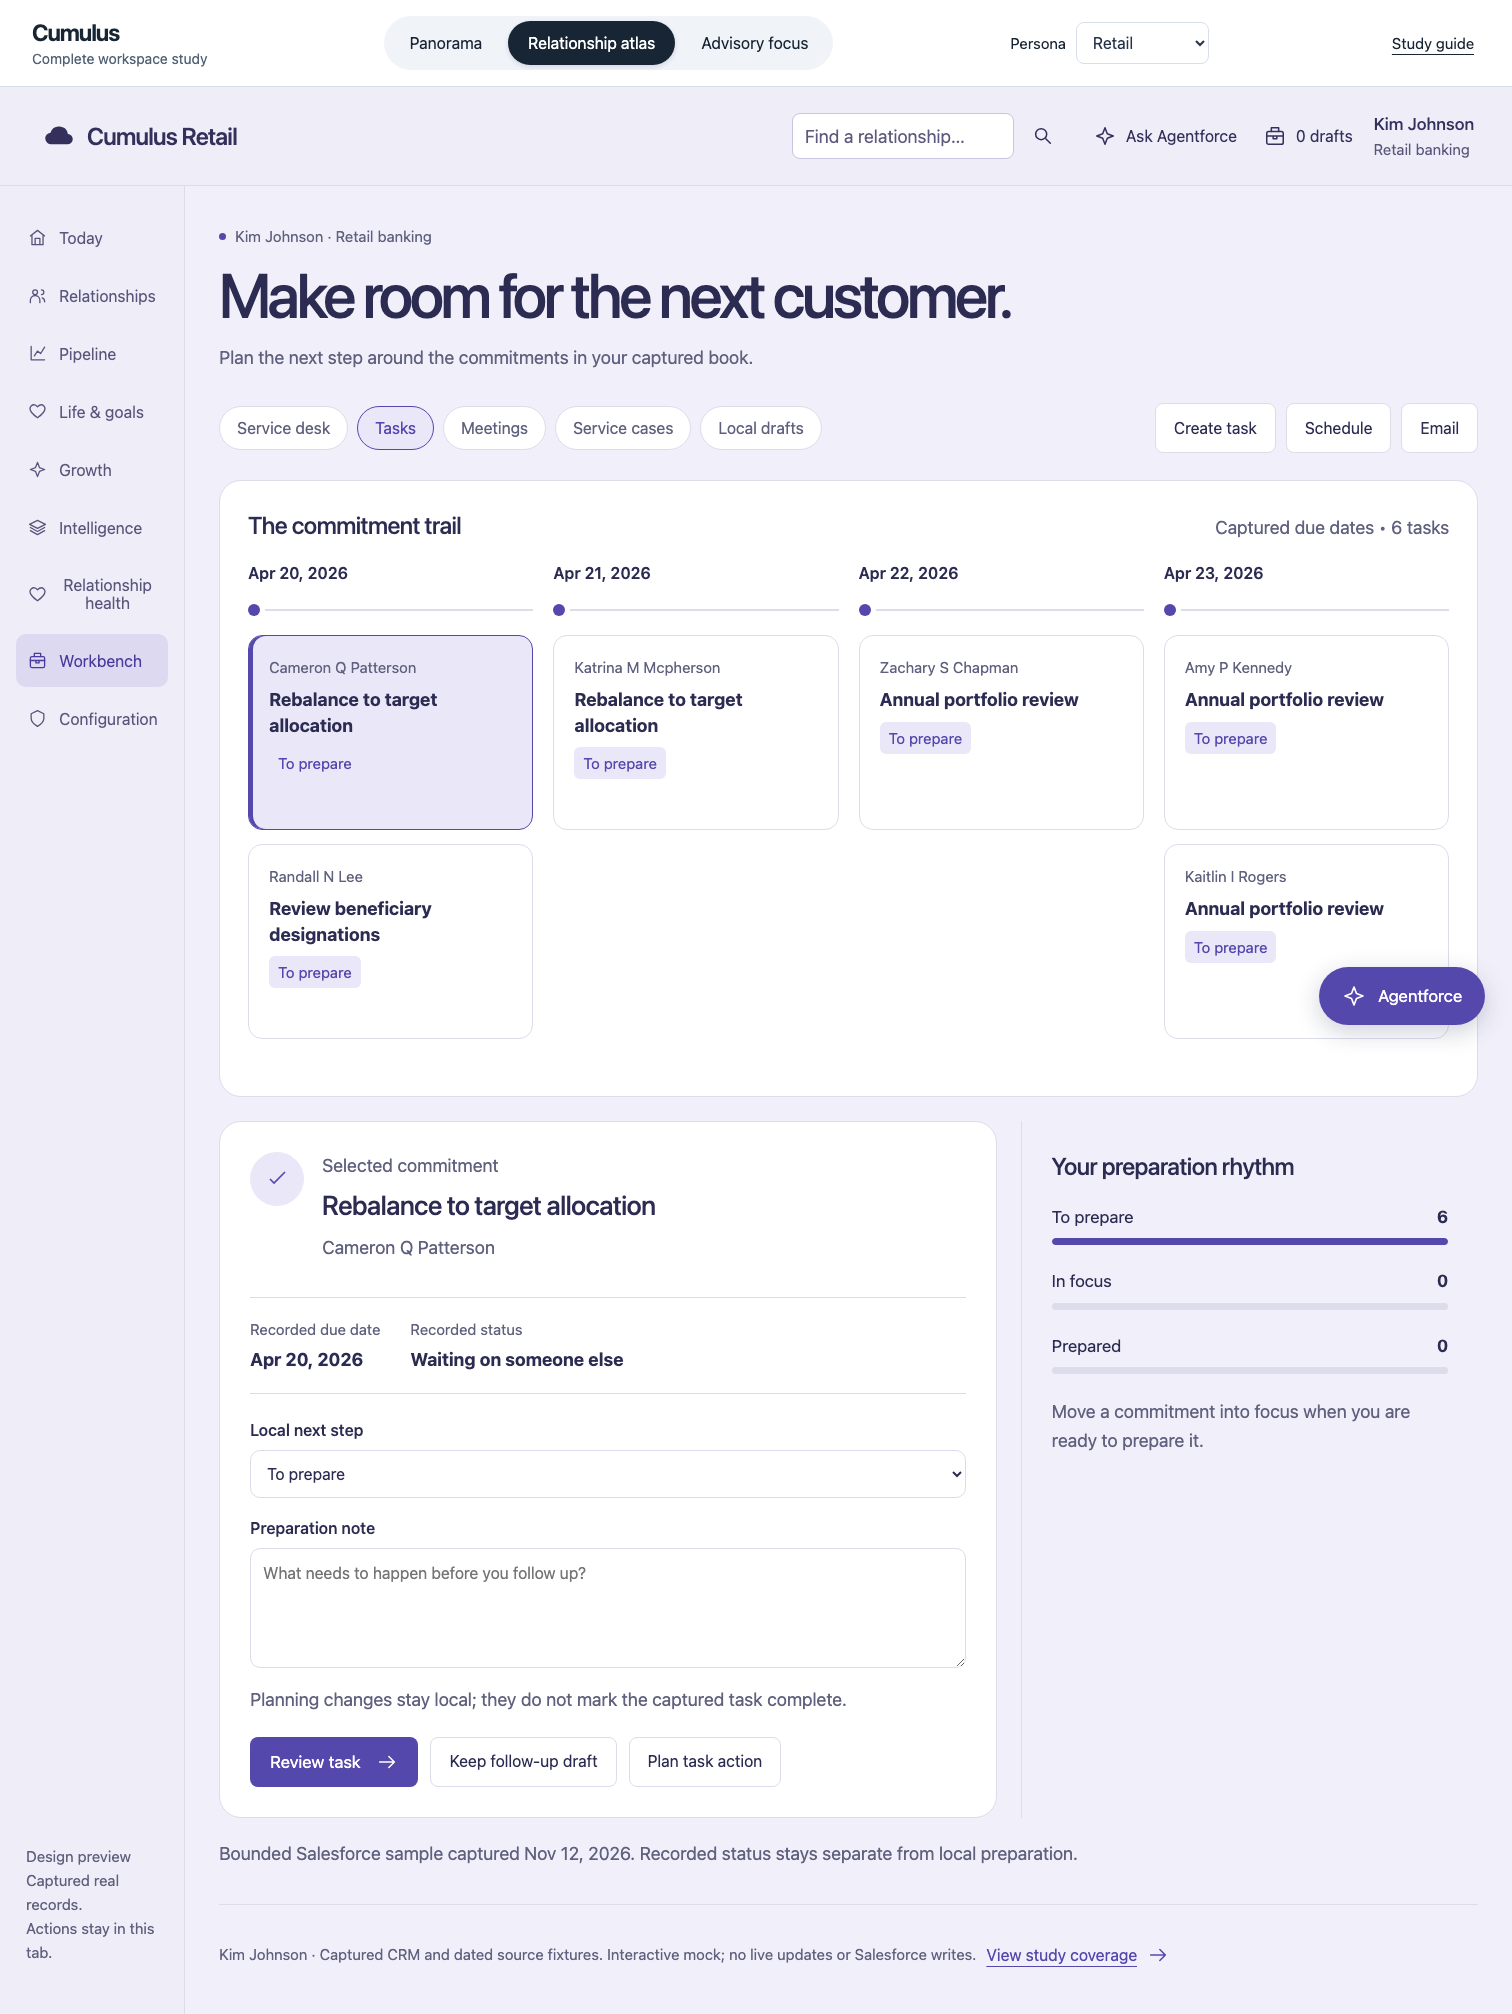 Cumulus
Complete workspace study
Panorama
Relationship atlas
Advisory focus
Persona
Retail
Study guide
Cumulus Retail
Find a relationship...
Ask Agentforce
0 drafts
Kim Johnson
Retail banking
Today
Relationships
Pipeline
Life & goals
Growth
Intelligence
Relationship
health
Workbench
Configuration
Kim Johnson · Retail banking
Make room for the next customer.
Plan the next step around the commitments in your captured book.
Service desk
Tasks
Meetings
Service cases
Local drafts
Create task
Schedule
Email
The commitment trail
Captured due dates • 6 tasks
Apr 20, 2026
Apr 21, 2026
Apr 22, 2026
Apr 23, 2026
Cameron Q Patterson
Rebalance to target
allocation
To prepare
Katrina M Mcpherson
Rebalance to target
allocation
To prepare
Zachary S Chapman
Annual portfolio review
To prepare
Amy P Kennedy
Annual portfolio review
To prepare
Randall N Lee
Review beneficiary
designations
To prepare
Kaitlin I Rogers
Annual portfolio review
To prepare
Agentforce
Selected commitment
Rebalance to target allocation
Cameron Q Patterson
Recorded due date
Apr 20, 2026
Recorded status
Waiting on someone else
Local next step
To prepare
Preparation note
What needs to happen before you follow up?
Planning changes stay local; they do not mark the captured task complete.
Review task
Keep follow-up draft
Plan task action
Your preparation rhythm
To prepare 6
In focus 0
Prepared 0
Move a commitment into focus when you are
ready to prepare it.
Bounded Salesforce sample captured Nov 12, 2026. Recorded status stays separate from local preparation.
Design preview
Captured real
records.
Actions stay in this
tab.
Kim Johnson · Captured CRM and dated source fixtures. Interactive mock; no live updates or Salesforce writes. View study coverage